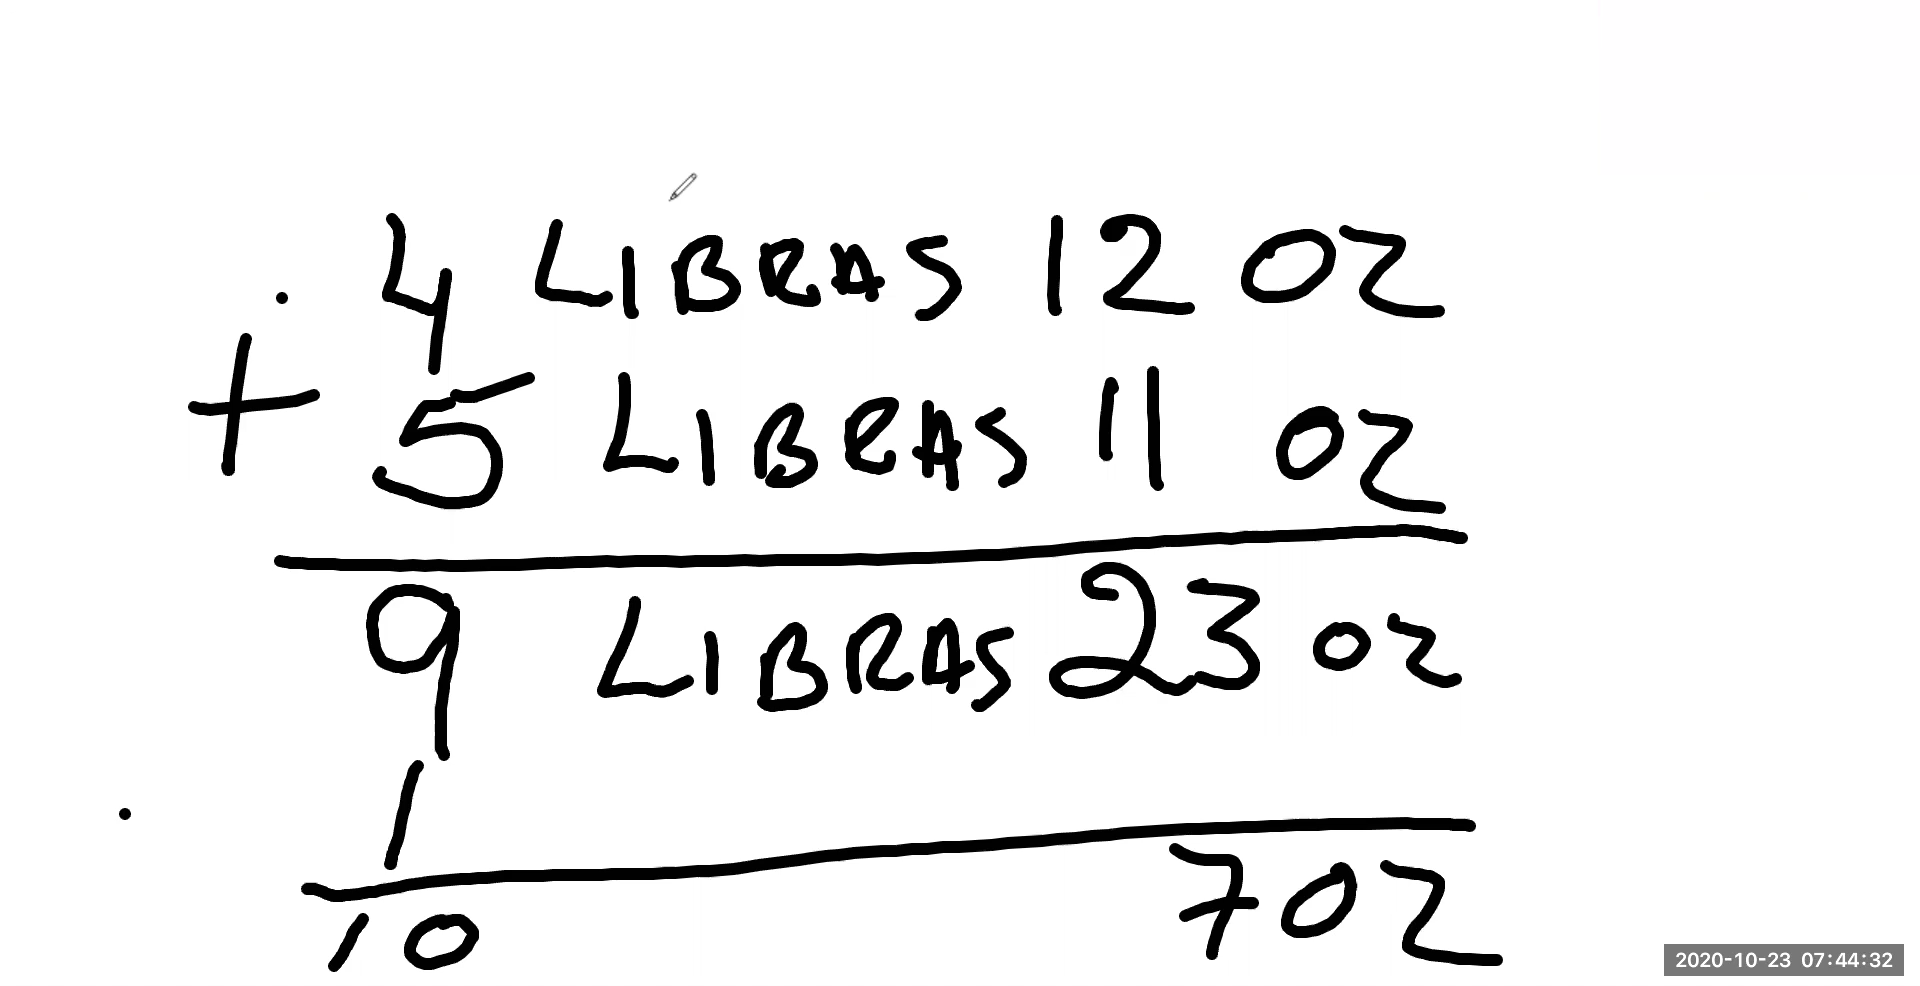 4 LIBRAS 12 OZ
+ 5 LIBRAS 11 OZ
9 LIBRAS 23 OZ
1
10 7 OZ
2020-10-23 07:44:32